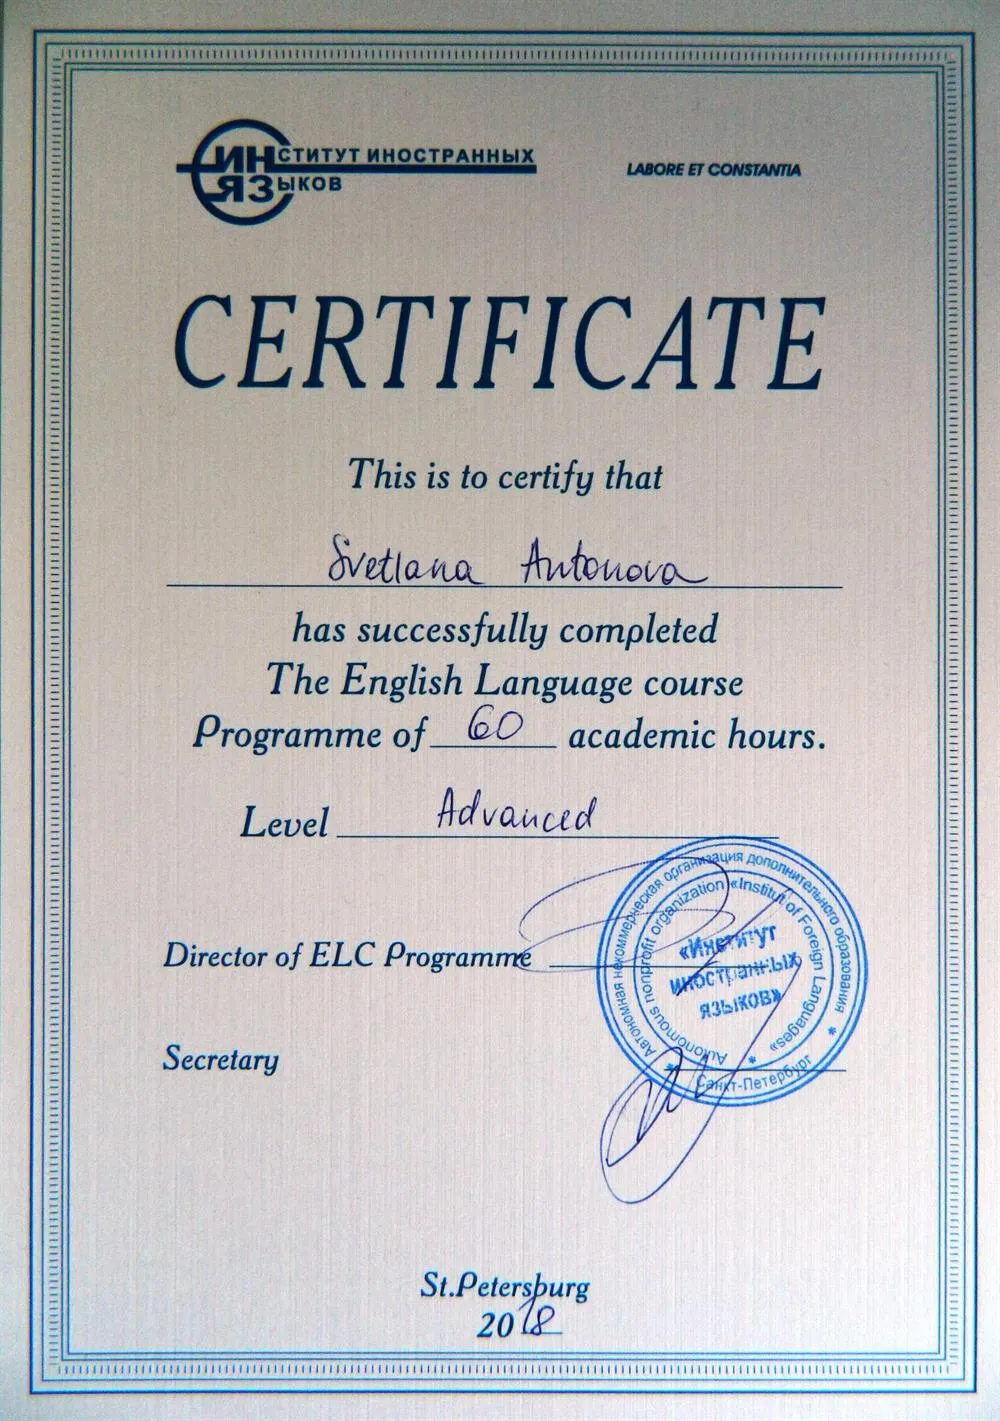 ИНСТИТУТ ИНОСТРАННЫХ
ЯЗЫКОВ
LABORE ET CONSTANTIA
CERTIFICATE
This is to certify that
Svetlana Antonova
has successfully completed
The English Language course
Programme of 60 academic hours.
Level Advanced
Director of ELC Programme
Secretary
Автономная некоммерческая организация дополнительного образования
Autonomous nonprofit organization «Institut of Foreign Languages»
«Институт
иностранных
языков»
Санкт-Петербург
St.Petersburg
2018